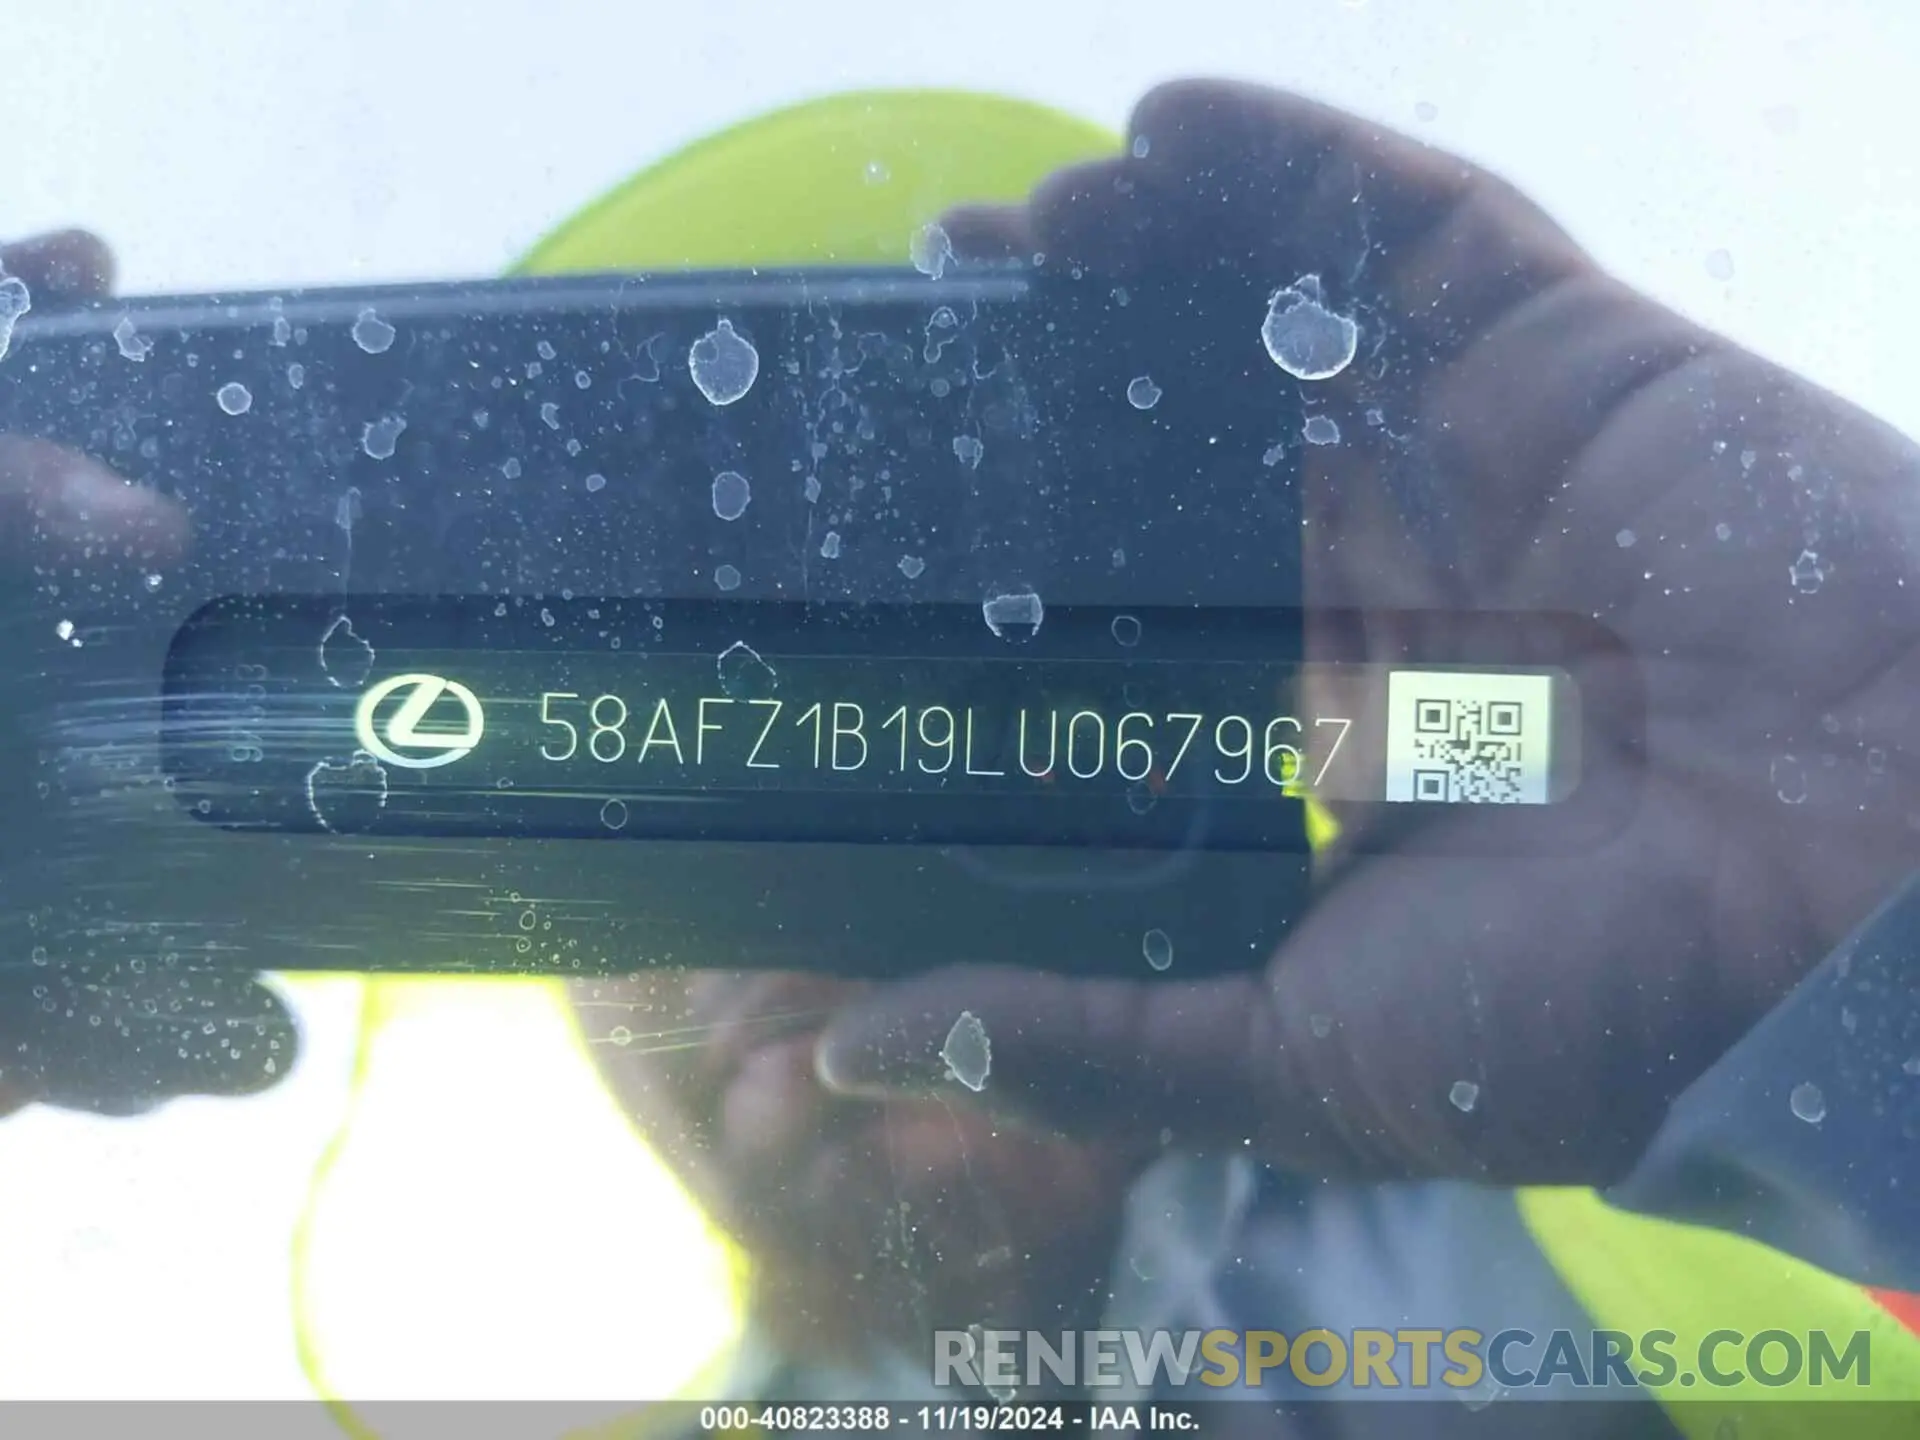 58AFZ1B19LU067967
RENEWSPORTSCARS.COM
000-40823388 - 11/19/2024 - IAA Inc.